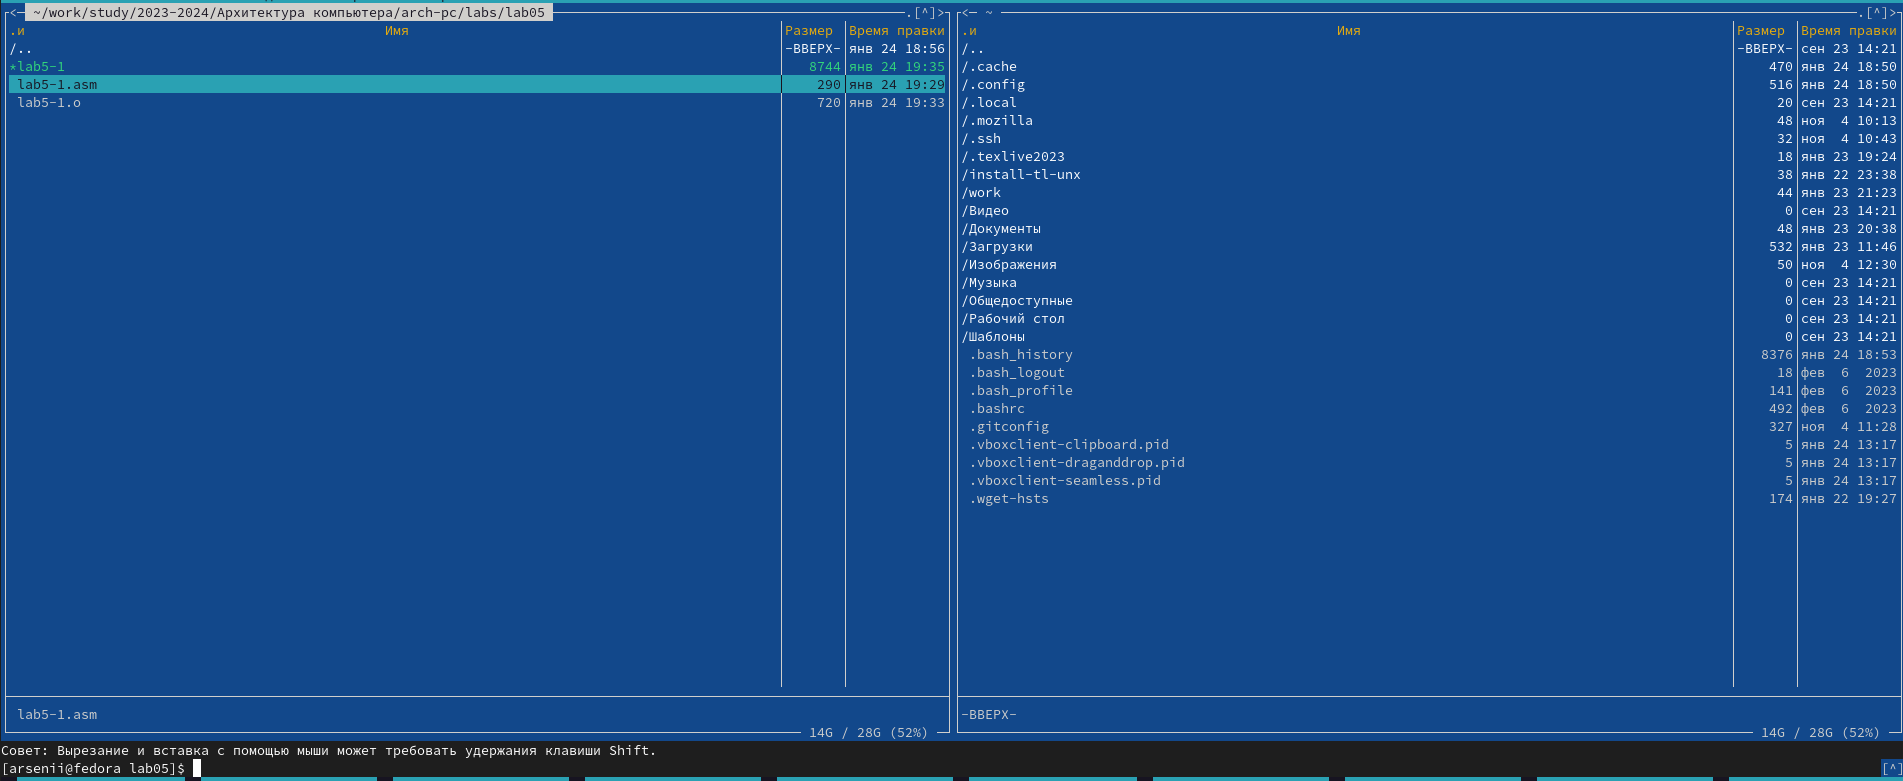 <─ ~/work/study/2023-2024/Архитектура компьютера/arch-pc/labs/lab05 .[^]>
.и Имя Размер Время правки
/.. -ВВЕРХ- янв 24 18:56
*lab5-1 8744 янв 24 19:35
lab5-1.asm 290 янв 24 19:29
lab5-1.o 720 янв 24 19:33
lab5-1.asm
14G / 28G (52%)
<─ ~ .[^]>
.и Имя Размер Время правки
/.. -ВВЕРХ- сен 23 14:21
/.cache 470 янв 24 18:50
/.config 516 янв 24 18:50
/.local 20 сен 23 14:21
/.mozilla 48 ноя 4 10:13
/.ssh 32 ноя 4 10:43
/.texlive2023 18 янв 23 19:24
/install-tl-unx 38 янв 22 23:38
/work 44 янв 23 21:23
/Видео 0 сен 23 14:21
/Документы 48 янв 23 20:38
/Загрузки 532 янв 23 11:46
/Изображения 50 ноя 4 12:30
/Музыка 0 сен 23 14:21
/Общедоступные 0 сен 23 14:21
/Рабочий стол 0 сен 23 14:21
/Шаблоны 0 сен 23 14:21
.bash_history 8376 янв 24 18:53
.bash_logout 18 фев 6 2023
.bash_profile 141 фев 6 2023
.bashrc 492 фев 6 2023
.gitconfig 327 ноя 4 11:28
.vboxclient-clipboard.pid 5 янв 24 13:17
.vboxclient-draganddrop.pid 5 янв 24 13:17
.vboxclient-seamless.pid 5 янв 24 13:17
.wget-hsts 174 янв 22 19:27
-ВВЕРХ-
14G / 28G (52%)
Совет: Вырезание и вставка с помощью мыши может требовать удержания клавиши Shift.
[arsenii@fedora lab05]$ [^]